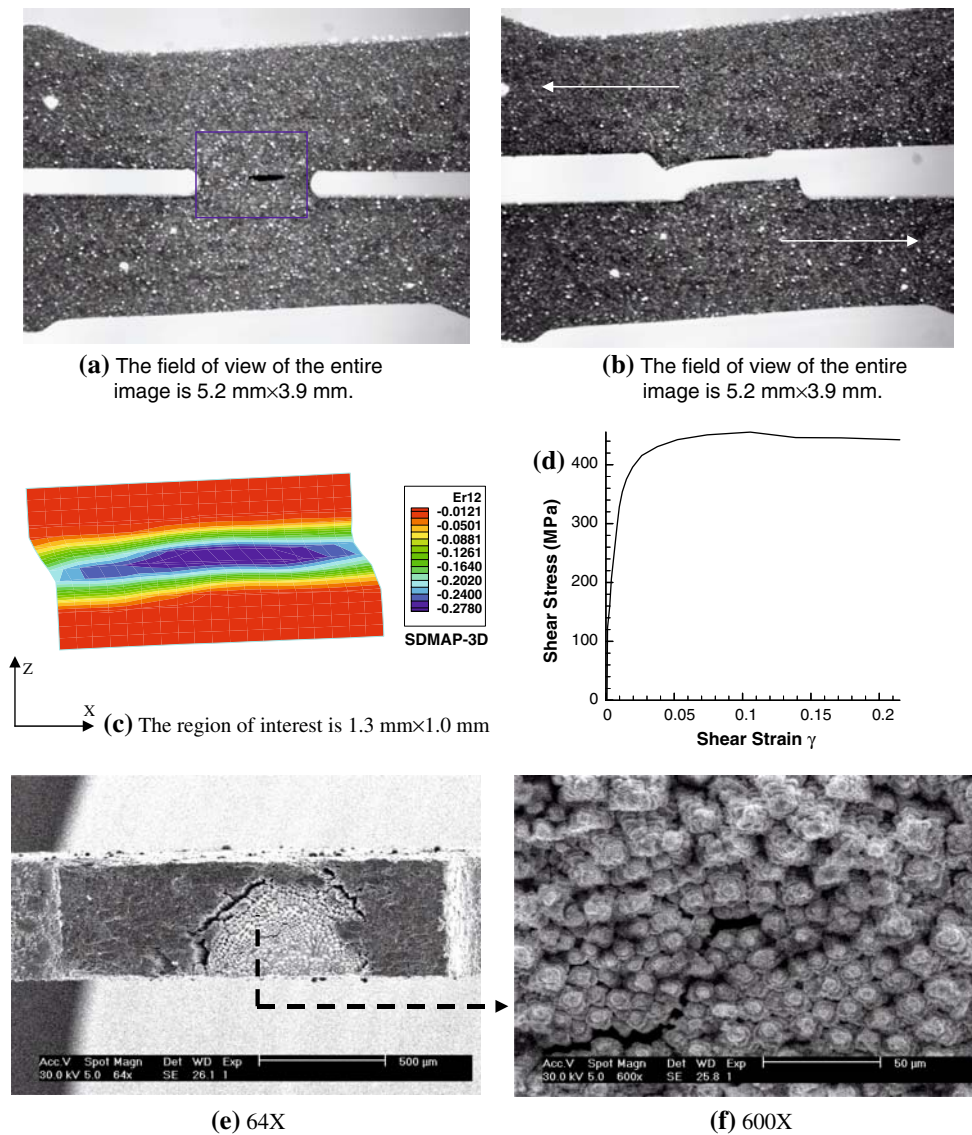 (a) The field of view of the entire
image is 5.2 mm×3.9 mm.
(b) The field of view of the entire
image is 5.2 mm×3.9 mm.
Er12
-0.0121
-0.0501
-0.0881
-0.1261
-0.1640
-0.2020
-0.2400
-0.2780
SDMAP-3D
Z
X
(c) The region of interest is 1.3 mm×1.0 mm
(d)
Shear Stress (MPa)
400
300
200
100
0
0 0.05 0.1 0.15 0.2
Shear Strain γ
Acc.V Spot Magn Det WD Exp 500 µm
30.0 kV 5.0 64x SE 26.1 1
(e) 64X
Acc.V Spot Magn Det WD Exp 50 µm
30.0 kV 5.0 600x SE 25.8 1
(f) 600X